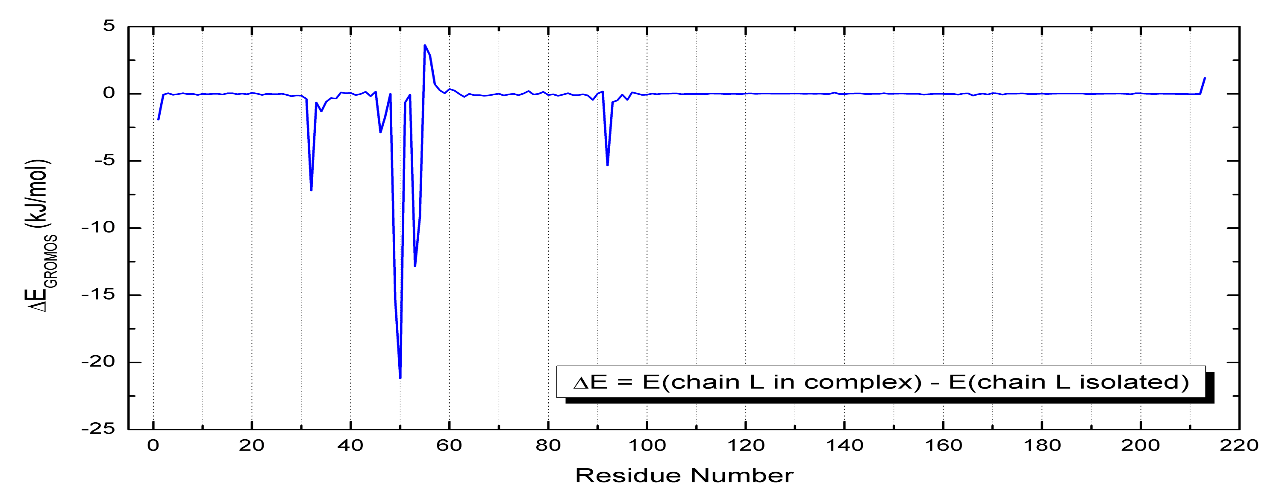 5
0
-5
-10
-15
-20
-25
ΔE_GROMOS (kJ/mol)
ΔE = E(chain L in complex) - E(chain L isolated)
0 20 40 60 80 100 120 140 160 180 200 220
Residue Number